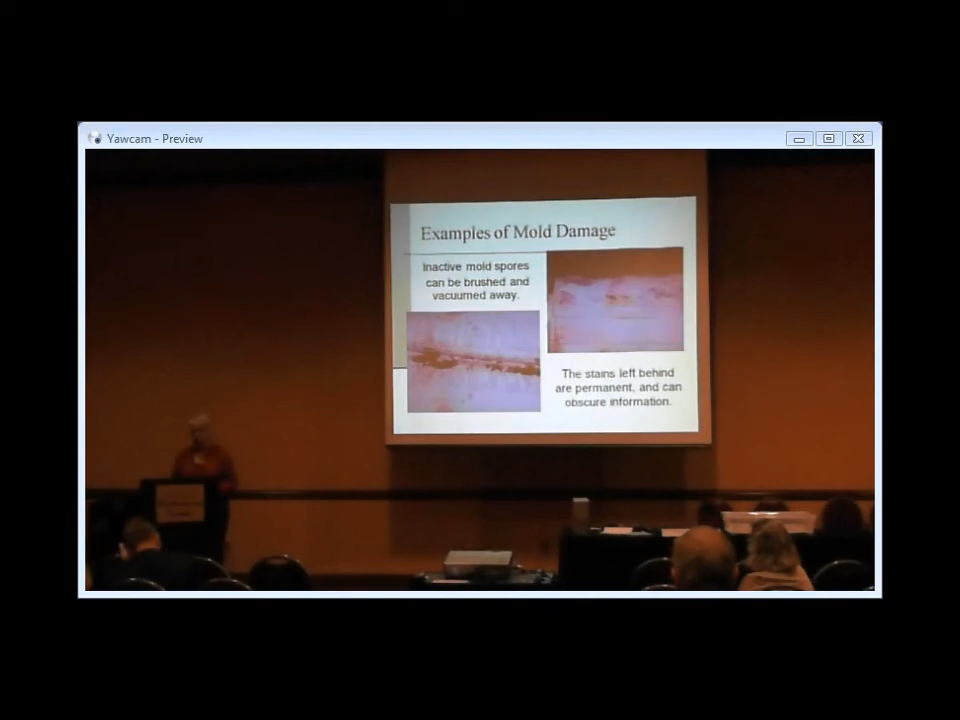 Yawcam - Preview
Examples of Mold Damage
Inactive mold spores
can be brushed and
vacuumed away.
The stains left behind
are permanent, and can
obscure information.